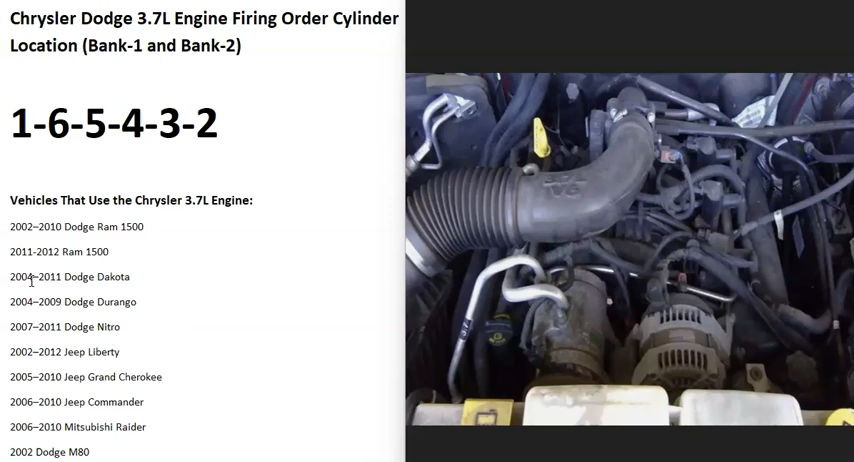 Chrysler Dodge 3.7L Engine Firing Order Cylinder
Location (Bank-1 and Bank-2)
1-6-5-4-3-2
Vehicles That Use the Chrysler 3.7L Engine:
2002–2010 Dodge Ram 1500
2011-2012 Ram 1500
2004–2011 Dodge Dakota
2004–2009 Dodge Durango
2007–2011 Dodge Nitro
2002–2012 Jeep Liberty
2005–2010 Jeep Grand Cherokee
2006–2010 Jeep Commander
2006–2010 Mitsubishi Raider
2002 Dodge M80
3.7L
V6